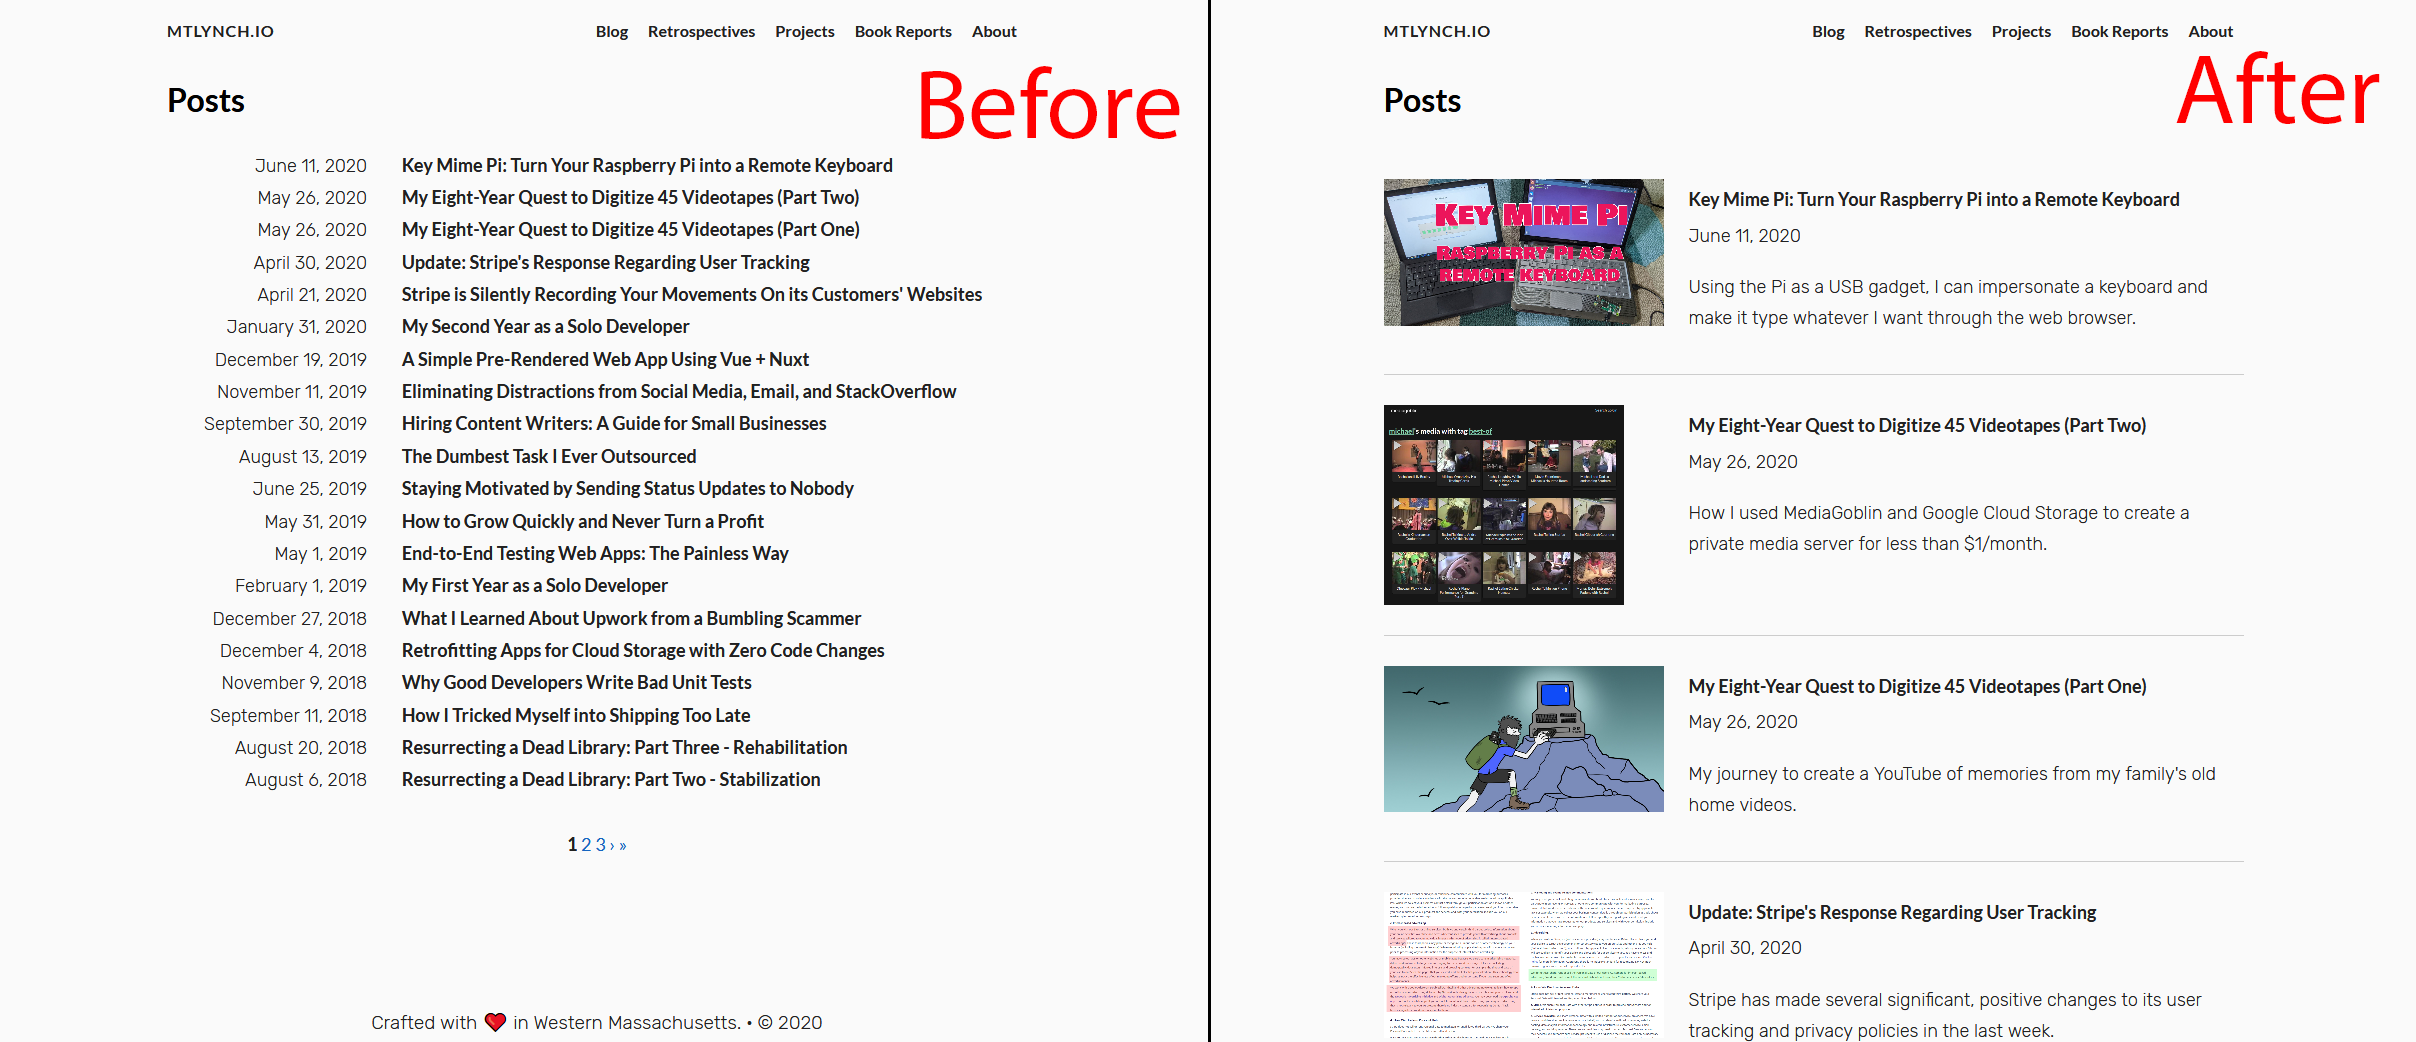 MTLYNCH.IO Blog Retrospectives Projects Book Reports About
Before
Posts
June 11, 2020 Key Mime Pi: Turn Your Raspberry Pi into a Remote Keyboard
May 26, 2020 My Eight-Year Quest to Digitize 45 Videotapes (Part Two)
May 26, 2020 My Eight-Year Quest to Digitize 45 Videotapes (Part One)
April 30, 2020 Update: Stripe's Response Regarding User Tracking
April 21, 2020 Stripe is Silently Recording Your Movements On its Customers' Websites
January 31, 2020 My Second Year as a Solo Developer
December 19, 2019 A Simple Pre-Rendered Web App Using Vue + Nuxt
November 11, 2019 Eliminating Distractions from Social Media, Email, and StackOverflow
September 30, 2019 Hiring Content Writers: A Guide for Small Businesses
August 13, 2019 The Dumbest Task I Ever Outsourced
June 25, 2019 Staying Motivated by Sending Status Updates to Nobody
May 31, 2019 How to Grow Quickly and Never Turn a Profit
May 1, 2019 End-to-End Testing Web Apps: The Painless Way
February 1, 2019 My First Year as a Solo Developer
December 27, 2018 What I Learned About Upwork from a Bumbling Scammer
December 4, 2018 Retrofitting Apps for Cloud Storage with Zero Code Changes
November 9, 2018 Why Good Developers Write Bad Unit Tests
September 11, 2018 How I Tricked Myself into Shipping Too Late
August 20, 2018 Resurrecting a Dead Library: Part Three - Rehabilitation
August 6, 2018 Resurrecting a Dead Library: Part Two - Stabilization
1 2 3 › »
Crafted with ❤️ in Western Massachusetts. • © 2020
MTLYNCH.IO Blog Retrospectives Projects Book Reports About
After
Posts
KEY MIME PI
RASPBERRY PI AS A
REMOTE KEYBOARD
Key Mime Pi: Turn Your Raspberry Pi into a Remote Keyboard
June 11, 2020
Using the Pi as a USB gadget, I can impersonate a keyboard and
make it type whatever I want through the web browser.
michael's media with tag best-of
My Eight-Year Quest to Digitize 45 Videotapes (Part Two)
May 26, 2020
How I used MediaGoblin and Google Cloud Storage to create a
private media server for less than $1/month.
My Eight-Year Quest to Digitize 45 Videotapes (Part One)
May 26, 2020
My journey to create a YouTube of memories from my family's old
home videos.
Update: Stripe's Response Regarding User Tracking
April 30, 2020
Stripe has made several significant, positive changes to its user
tracking and privacy policies in the last week.